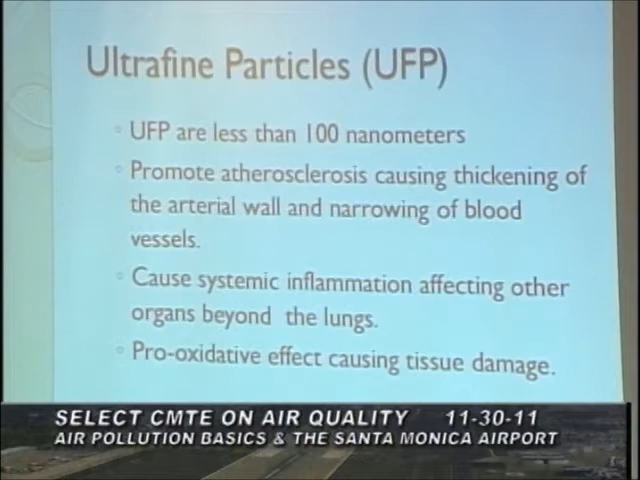 Ultrafine Particles (UFP)
◦ UFP are less than 100 nanometers
◦ Promote atherosclerosis causing thickening of
the arterial wall and narrowing of blood
vessels.
◦ Cause systemic inflammation affecting other
organs beyond the lungs.
◦ Pro-oxidative effect causing tissue damage.
SELECT CMTE ON AIR QUALITY 11-30-11
AIR POLLUTION BASICS & THE SANTA MONICA AIRPORT